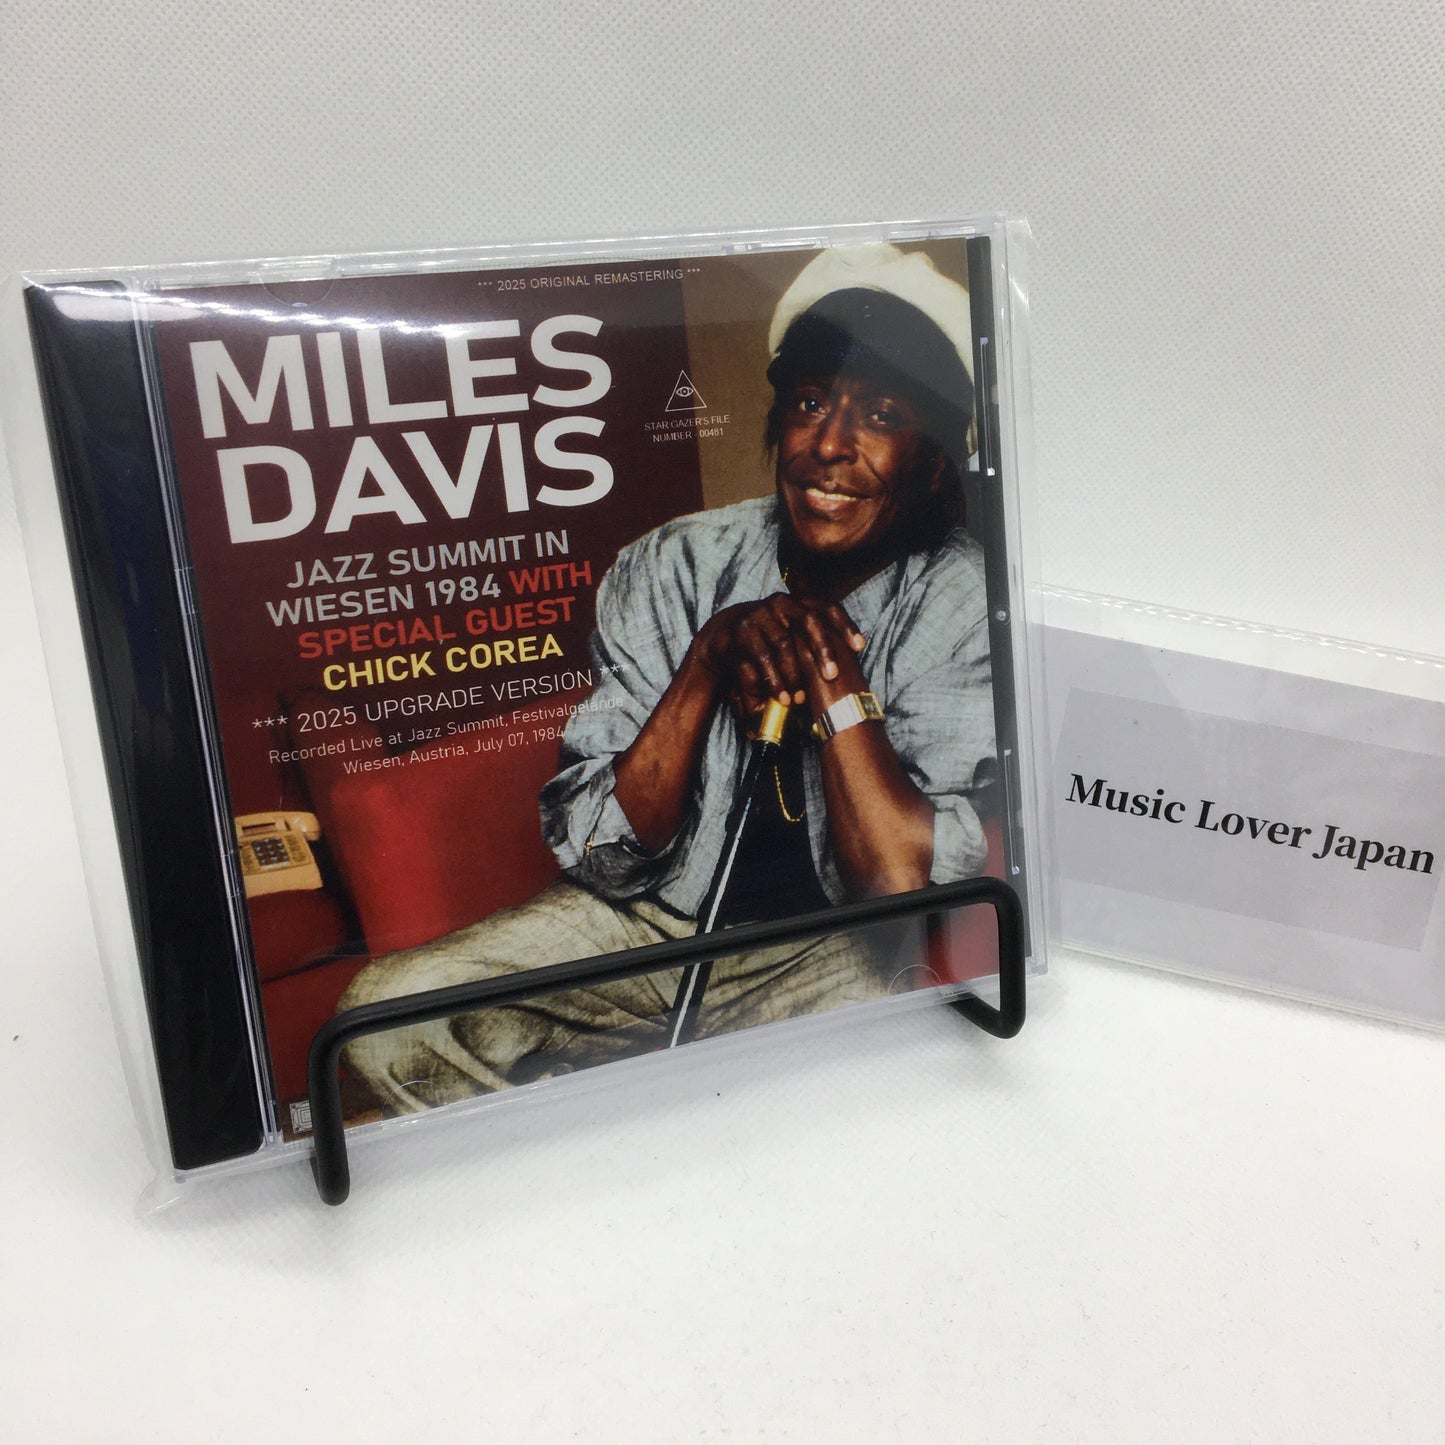 *** 2025 ORIGINAL REMASTERING ***
MILES
DAVIS
STAR GAZER'S FILE
NUMBER - 00481
JAZZ SUMMIT IN
WIESEN 1984 WITH
SPECIAL GUEST
CHICK COREA
*** 2025 UPGRADE VERSION ***
Recorded Live at Jazz Summit, Festivalgelände
Wiesen, Austria, July 07, 1984
Music Lover Japan